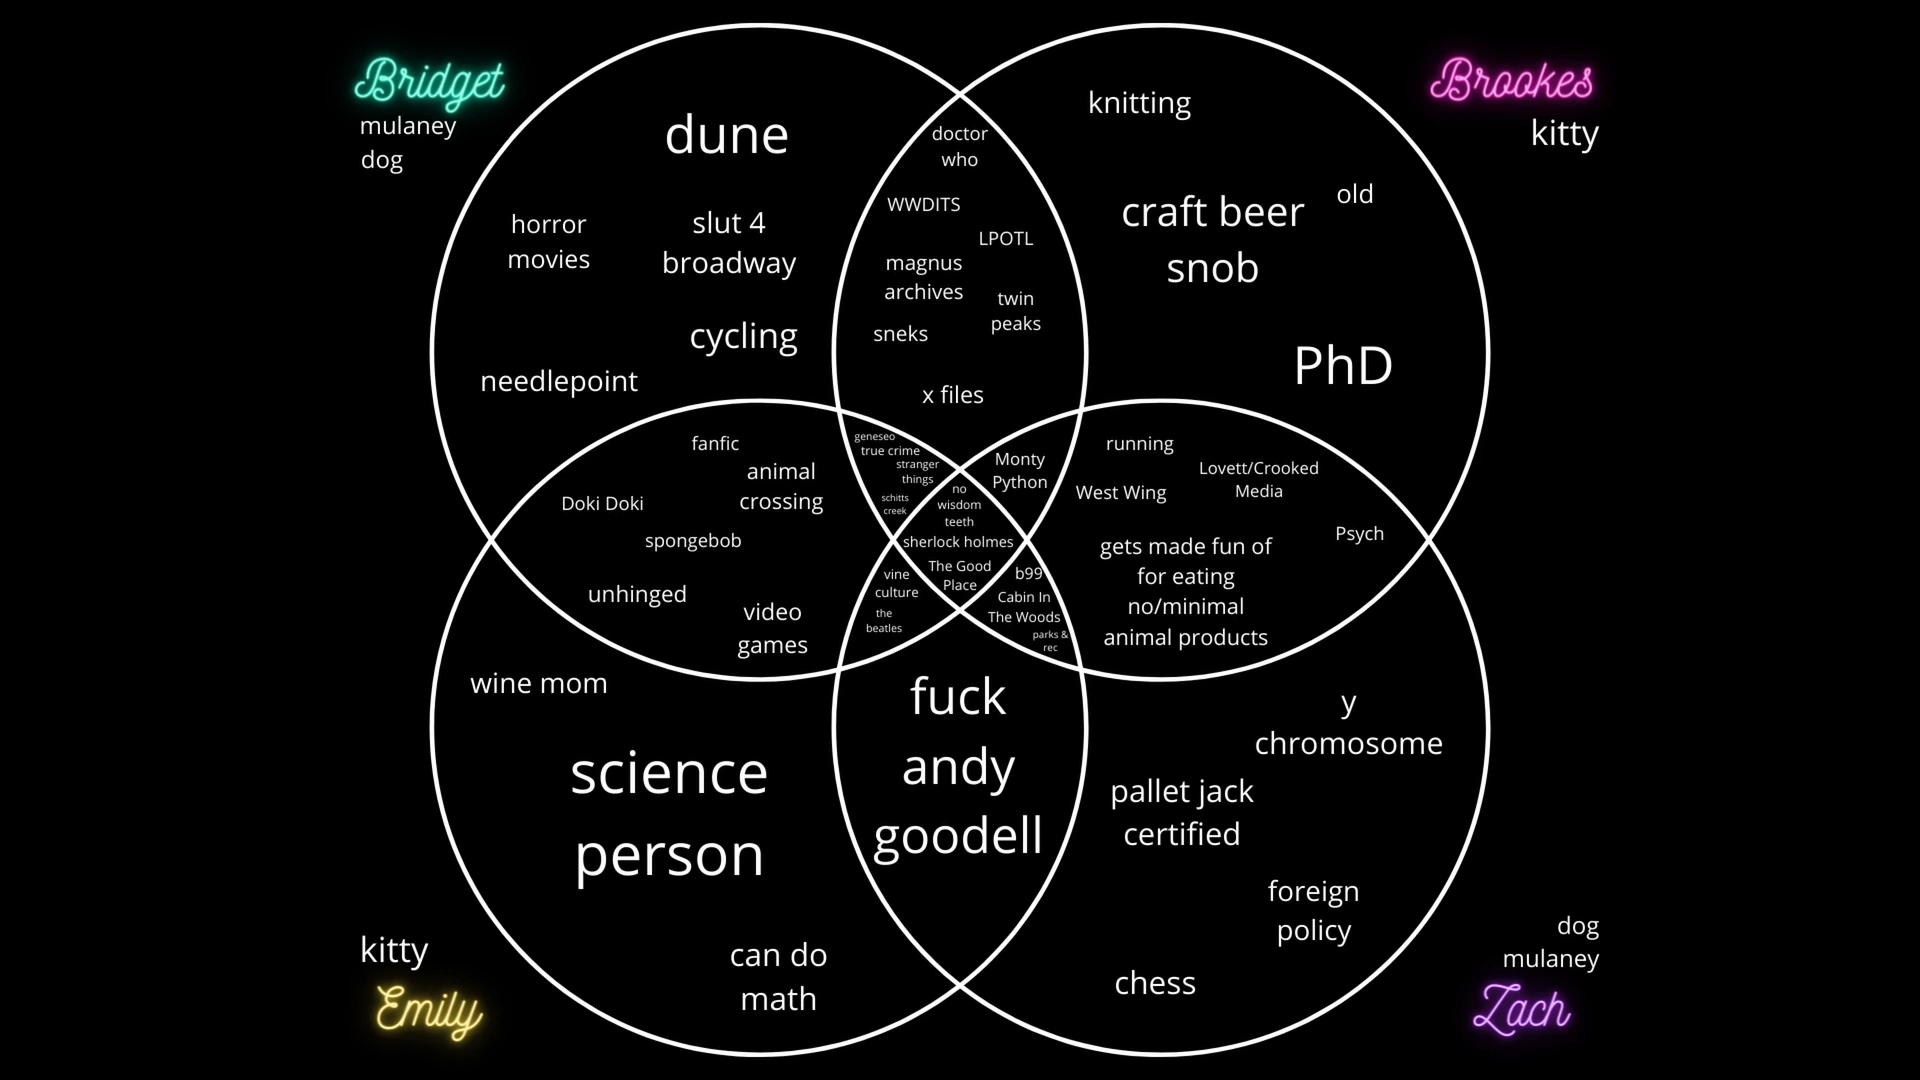 Bridget
mulaney
dog
Brookes
kitty
dune
horror
movies
slut 4
broadway
cycling
needlepoint
doctor
who
WWDITS
LPOTL
magnus
archives
twin
peaks
sneks
x files
knitting
craft beer
snob
old
PhD
fanfic
animal
crossing
Doki Doki
spongebob
unhinged
video
games
geneseo
true crime
stranger
things
schitts
creek
Monty
Python
no
wisdom
teeth
sherlock holmes
The Good
Place
vine
culture
the
beatles
b99
Cabin In
The Woods
parks &
rec
running
Lovett/Crooked
Media
West Wing
Psych
gets made fun of
for eating
no/minimal
animal products
wine mom
science
person
can do
math
fuck
andy
goodell
y
chromosome
pallet jack
certified
foreign
policy
chess
kitty
Emily
dog
mulaney
Zach